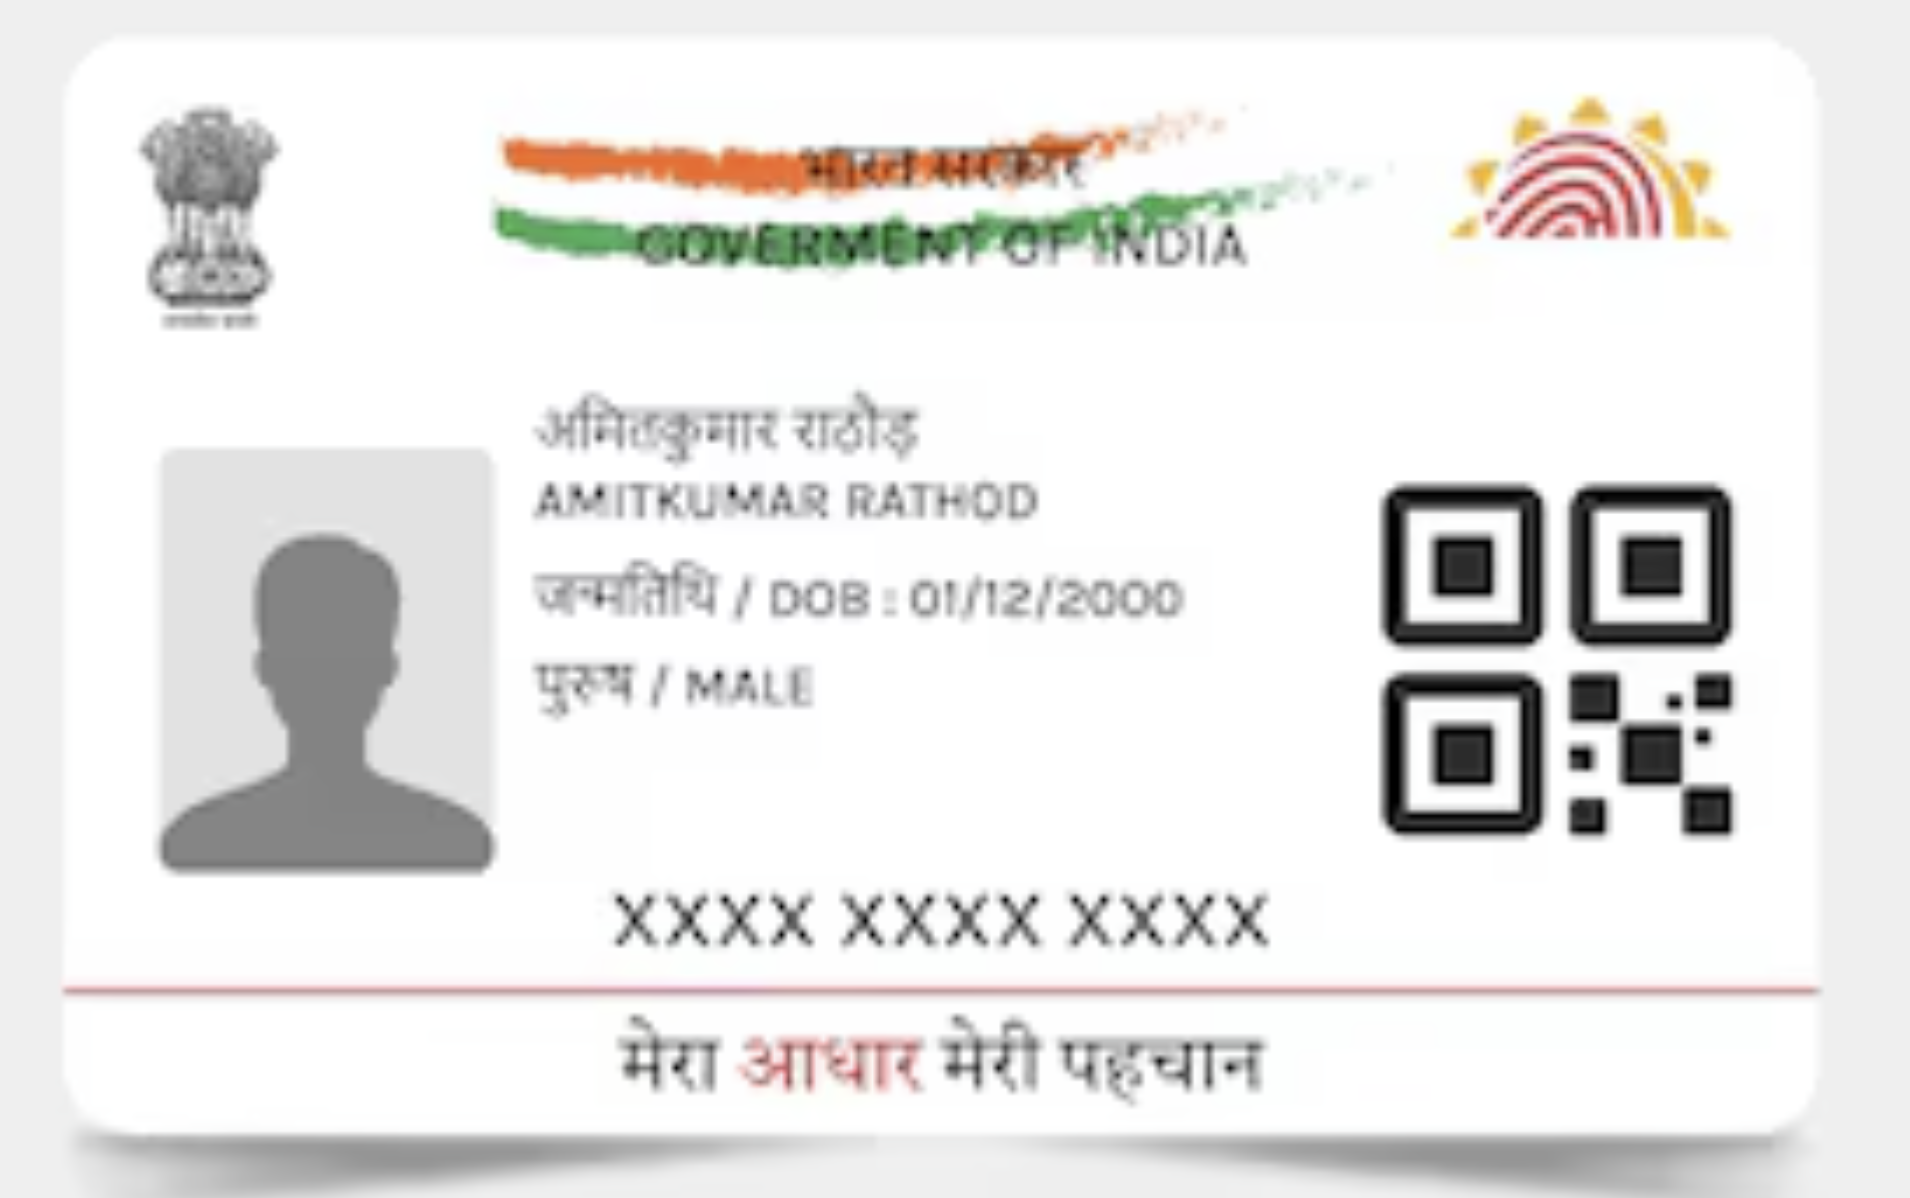 भारत सरकार
GOVERMENT OF INDIA
अमितकुमार राठोड़
AMITKUMAR RATHOD
जन्मतिथि / DOB : 01/12/2000
पुरुष / MALE
XXXX XXXX XXXX
मेरा आधार मेरी पहचान